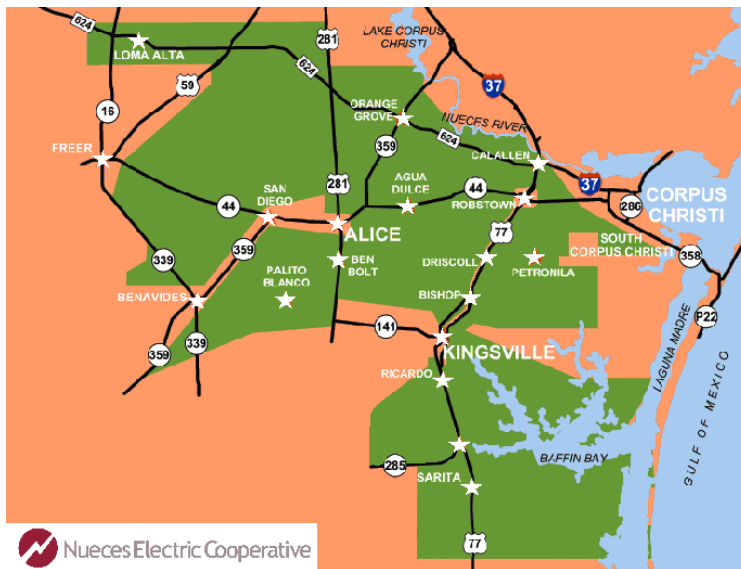 624
281
LAKE CORPUS
CHRISTI
LOMA ALTA
59
624
37
16
ORANGE
GROVE
NUECES RIVER
624
FREER
359
CALALLEN
281
AGUA
DULCE
44
37
SAN
DIEGO
ROBSTOWN
CORPUS
CHRISTI
44
286
ALICE
77
SOUTH
CORPUS CHRISTI
339
359
BEN
BOLT
DRISCOLL
358
PALITO
BLANCO
PETRONILA
BENAVIDES
BISHOP
P22
141
LAGUNA MADRE
KINGSVILLE
359
339
RICARDO
GULF OF MEXICO
BAFFIN BAY
285
SARITA
77
Nueces Electric Cooperative